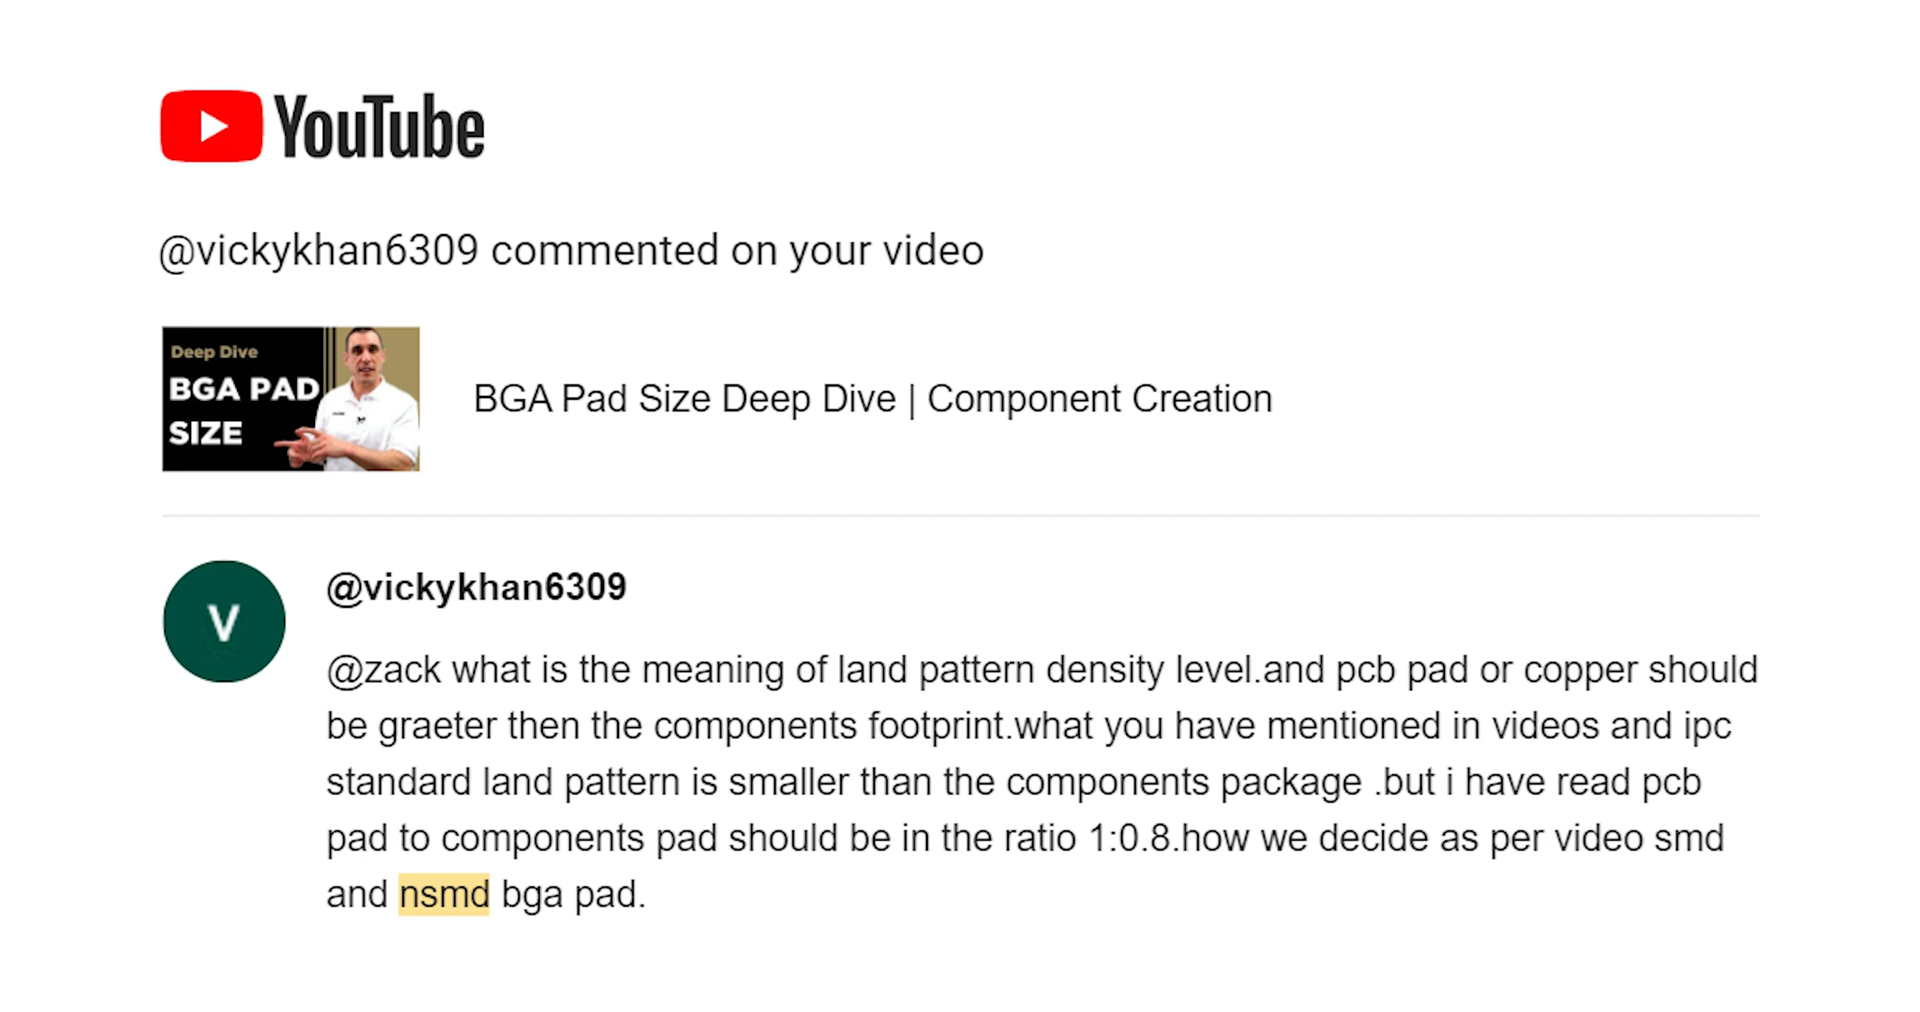 YouTube
@vickykhan6309 commented on your video
Deep Dive
BGA PAD
SIZE
BGA Pad Size Deep Dive | Component Creation
V
@vickykhan6309
@zack what is the meaning of land pattern density level.and pcb pad or copper should
be graeter then the components footprint.what you have mentioned in videos and ipc
standard land pattern is smaller than the components package .but i have read pcb
pad to components pad should be in the ratio 1:0.8.how we decide as per video smd
and nsmd bga pad.